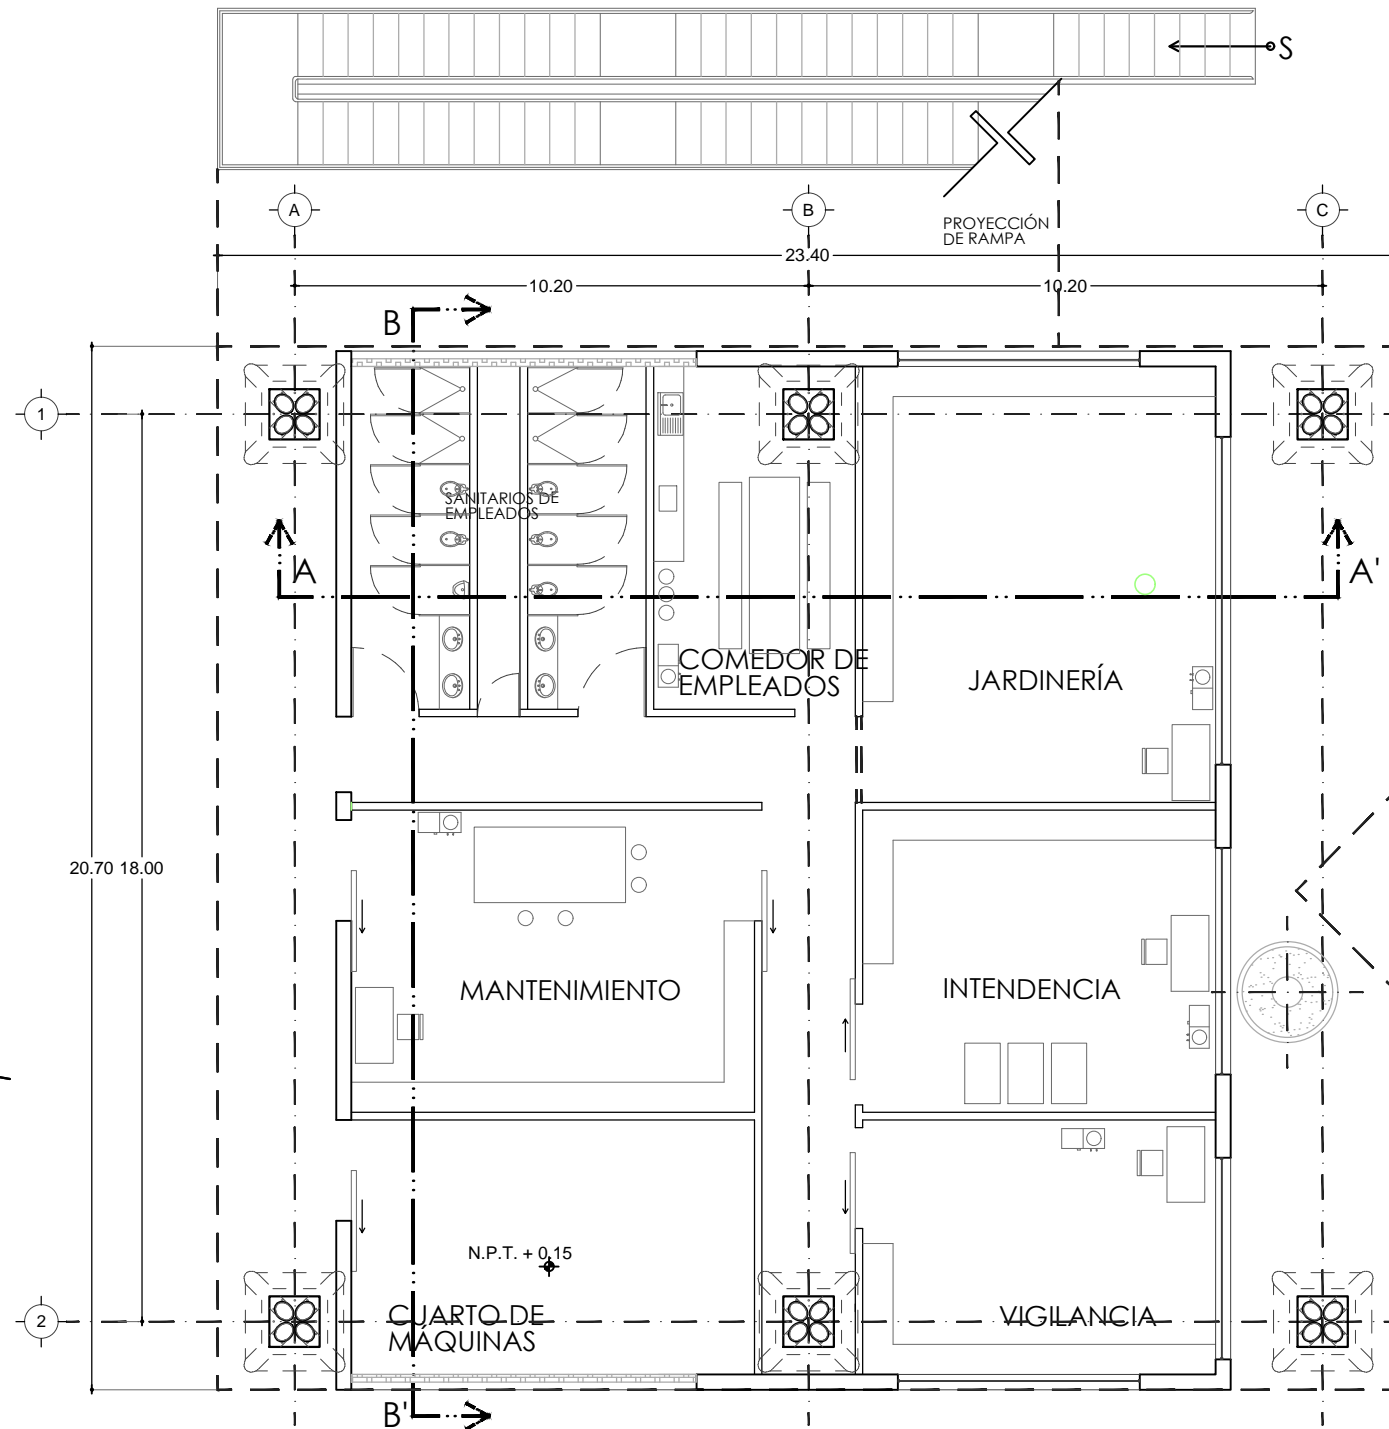 S
A
B
C
PROYECCIÓN
DE RAMPA
23.40
10.20
10.20
B
1
SANITARIOS DE
EMPLEADOS
A
A'
COMEDOR DE
EMPLEADOS
JARDINERÍA
20.70
18.00
MANTENIMIENTO
INTENDENCIA
N.P.T. + 0.15
CUARTO DE
MÁQUINAS
VIGILANCIA
2
B'